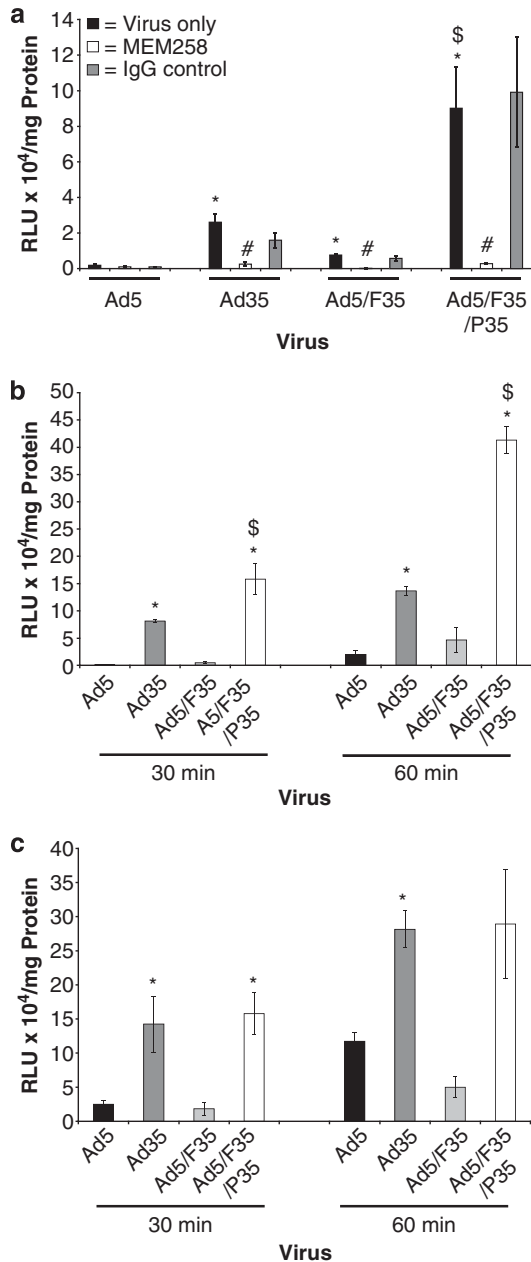 a
= Virus only
= MEM258
= IgG control
RLU x 10⁴/mg Protein
14
12
10
8
6
4
2
0
*
#
*
#
$
*
#
Ad5
Ad35
Ad5/F35
Ad5/F35
/P35
Virus
b
RLU x 10⁴/mg Protein
50
45
40
35
30
25
20
15
10
5
0
*
$
*
*
$
*
Ad5
Ad35
Ad5/F35
A5/F35
/P35
Ad5
Ad35
Ad5/F35
Ad5/F35
/P35
30 min
60 min
Virus
c
RLU x 10⁴/mg Protein
40
35
30
25
20
15
10
5
0
*
*
*
Ad5
Ad35
Ad5/F35
Ad5/F35
/P35
Ad5
Ad35
Ad5/F35
Ad5/F35
/P35
30 min
60 min
Virus